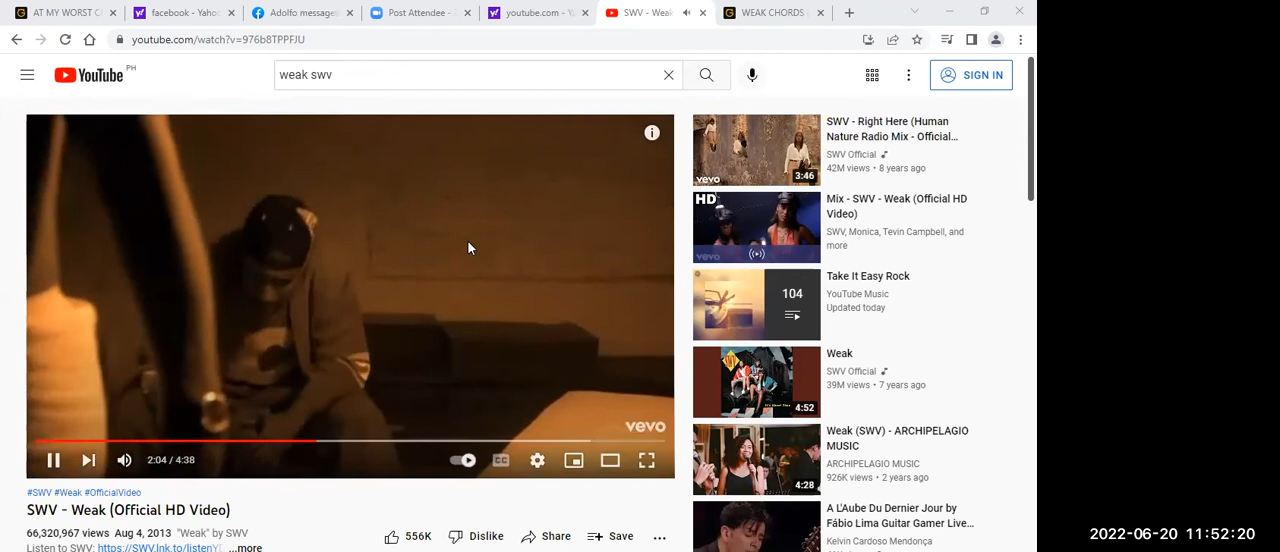 AT MY WORST C
facebook - Yaho
Adolfo message
Post Attendee -
youtube.com - Y
SWV - Weak
WEAK CHORDS
youtube.com/watch?v=976b8TPPFJU
YouTube PH
weak swv
SIGN IN
vevo
2:04 / 4:38
CC
#SWV #Weak #OfficialVideo
SWV - Weak (Official HD Video)
66,320,967 views Aug 4, 2013 "Weak" by SWV
Listen to SWV: https://SWV.lnk.to/listenY ...more
556K
Dislike
Share
Save
vevo
3:46
SWV - Right Here (Human
Nature Radio Mix - Official...
SWV Official
42M views • 8 years ago
HD
vevo
Mix - SWV - Weak (Official HD
Video)
SWV, Monica, Tevin Campbell, and
more
104
Take It Easy Rock
YouTube Music
Updated today
4:52
Weak
SWV Official
39M views • 7 years ago
4:28
Weak (SWV) - ARCHIPELAGIO
MUSIC
ARCHIPELAGIO MUSIC
926K views • 2 years ago
A L'Aube Du Dernier Jour by
Fábio Lima Guitar Gamer Live...
Kelvin Cardoso Mendonça
2022-06-20 11:52:20